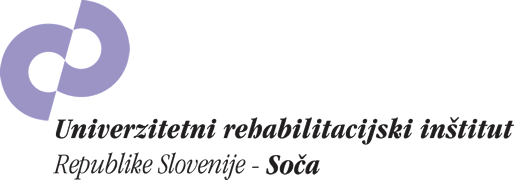 Univerzitetni rehabilitacijski inštitut
Republike Slovenije - Soča